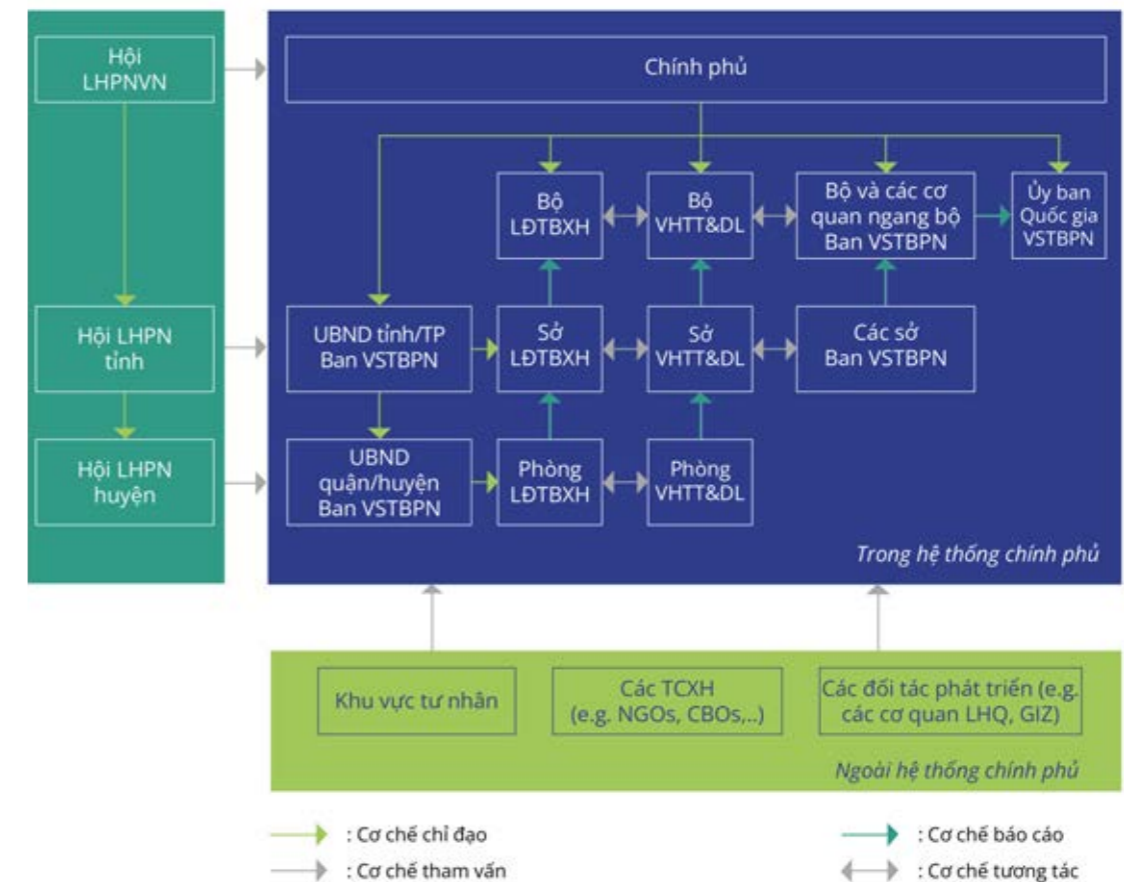 Hội
LHPNVN
Chính phủ
Bộ
LĐTBXH
Bộ
VHTT&DL
Bộ và các cơ
quan ngang bộ
Ban VSTBPN
Ủy ban
Quốc gia
VSTBPN
Hội LHPN
tỉnh
UBND tỉnh/TP
Ban VSTBPN
Sở
LĐTBXH
Sở
VHTT&DL
Các sở
Ban VSTBPN
Hội LHPN
huyện
UBND
quận/huyện
Ban VSTBPN
Phòng
LĐTBXH
Phòng
VHTT&DL
Trong hệ thống chính phủ
Khu vực tư nhân
Các TCXH
(e.g. NGOs, CBOs,..)
Các đối tác phát triển (e.g.
các cơ quan LHQ, GIZ)
Ngoài hệ thống chính phủ
: Cơ chế chỉ đạo
: Cơ chế báo cáo
: Cơ chế tham vấn
: Cơ chế tương tác